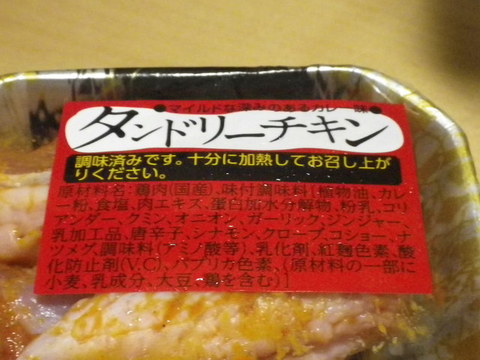 ●マイルドな深みのあるカレー味●
タンドリーチキン
調味済みです。十分に加熱してお召し上が
りください。
原材料名:鶏肉(国産)、味付調味料[植物油、カレ
ー粉、食塩、肉エキス、蛋白加水分解物、粉乳、コリ
アンダー、クミン、オニオン、ガーリック、ジンジャー、
乳加工品、唐辛子、シナモン、クローブ、コショー、ナ
ツメグ、調味料(アミノ酸等)、乳化剤、紅麹色素、酸
化防止剤(V.C)、パプリカ色素、(原材料の一部に
小麦、乳成分、大豆、鶏を含む)]